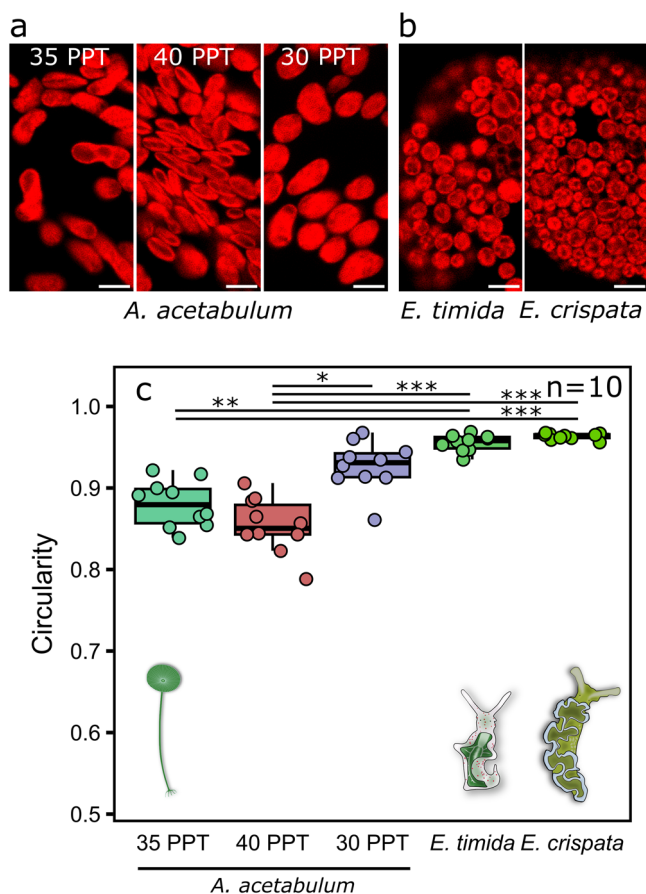 a
35 PPT 40 PPT 30 PPT
A. acetabulum
b
E. timida E. crispata
c
n=10
*
***
***
**
***
1.0
0.9
0.8
0.7
0.6
0.5
Circularity
35 PPT 40 PPT 30 PPT E. timida E. crispata
A. acetabulum